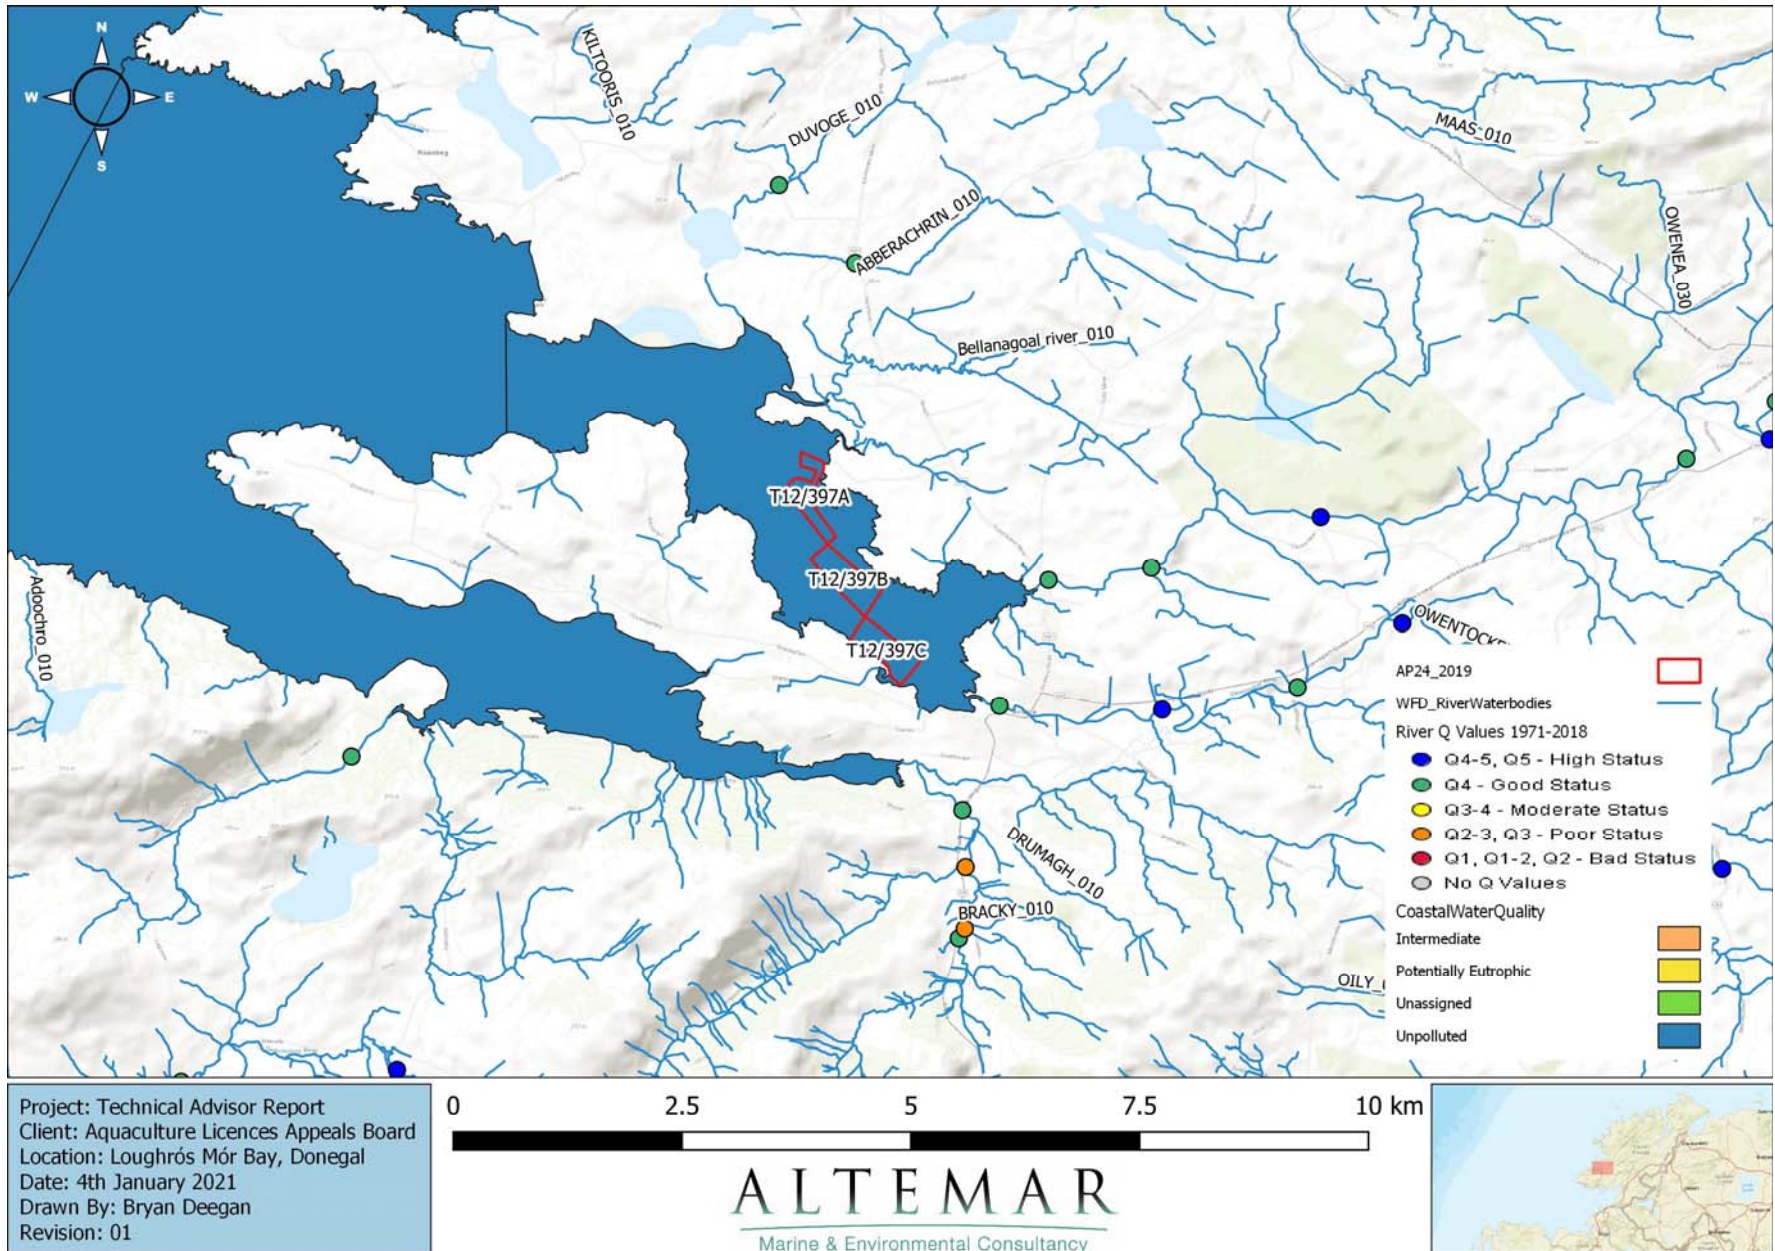 N
W
E
S
KILTOORIS_010
DUVOGE_010
MAAS_010
ABBERACHRIN_010
OWENEA_030
Bellanagoal river_010
T12/397A
T12/397B
T12/397C
Adoochro_010
DRUMAGH_010
BRACKY_010
AP24_2019
WFD_RiverWaterbodies
River Q Values 1971-2018
Q4-5, Q5 - High Status
Q4 - Good Status
Q3-4 - Moderate Status
Q2-3, Q3 - Poor Status
Q1, Q1-2, Q2 - Bad Status
No Q Values
CoastalWaterQuality
Intermediate
Potentially Eutrophic
Unassigned
Unpolluted
Project: Technical Advisor Report
Client: Aquaculture Licences Appeals Board
Location: Loughrós Mór Bay, Donegal
Date: 4th January 2021
Drawn By: Bryan Deegan
Revision: 01
0 2.5 5 7.5 10 km
ALTEMAR
Marine & Environmental Consultancy